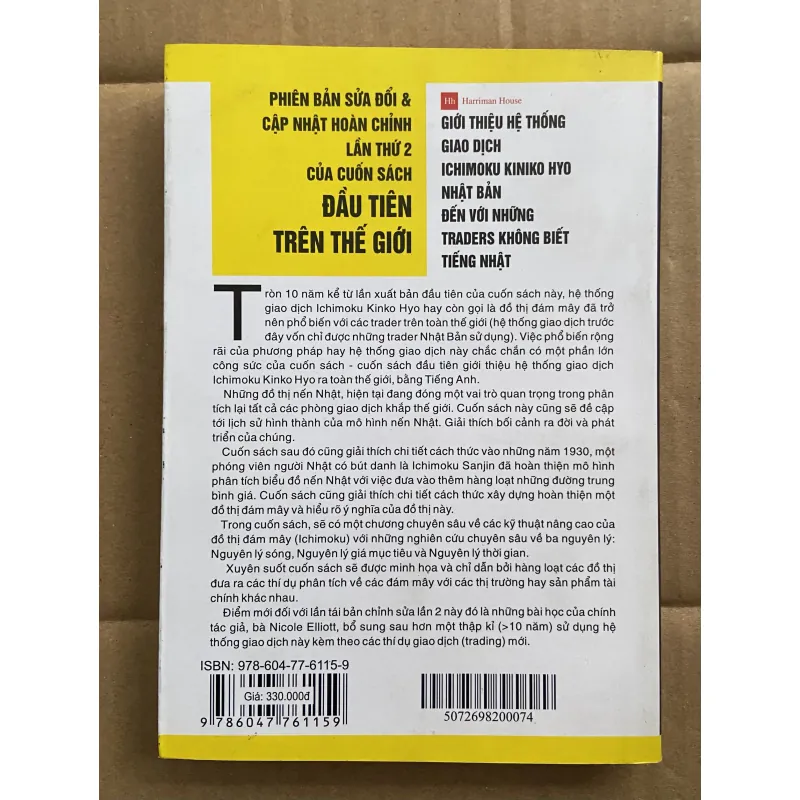 PHIÊN BẢN SỬA ĐỔI &
CẬP NHẬT HOÀN CHỈNH
LẦN THỨ 2
CỦA CUỐN SÁCH
ĐẦU TIÊN
TRÊN THẾ GIỚI
Hh Harriman House
GIỚI THIỆU HỆ THỐNG
GIAO DỊCH
ICHIMOKU KINIKO HYO
NHẬT BẢN
ĐẾN VỚI NHỮNG
TRADERS KHÔNG BIẾT
TIẾNG NHẬT
Tròn 10 năm kể từ lần xuất bản đầu tiên của cuốn sách này, hệ thống
giao dịch Ichimoku Kinko Hyo hay còn gọi là đồ thị đám mây đã trở
nên phổ biến với các trader trên toàn thế giới (hệ thống giao dịch trước
đây vốn chỉ được những trader Nhật Bản sử dụng). Việc phổ biến rộng
rãi của phương pháp hay hệ thống giao dịch này chắc chắn có một phần lớn
công sức của cuốn sách - cuốn sách đầu tiên giới thiệu hệ thống giao dịch
Ichimoku Kinko Hyo ra toàn thế giới, bằng Tiếng Anh.
Những đồ thị nến Nhật, hiện tại đang đóng một vai trò quan trọng trong phân
tích lại tất cả các phòng giao dịch khắp thế giới. Cuốn sách này cũng sẽ đề cập
tới lịch sử hình thành của mô hình nến Nhật. Giải thích bối cảnh ra đời và phát
triển của chúng.
Cuốn sách sau đó cũng giải thích chi tiết cách thức vào những năm 1930, một
phóng viên người Nhật có bút danh là Ichimoku Sanjin đã hoàn thiện mô hình
phân tích biểu đồ nến Nhật với việc đưa vào thêm hàng loạt những đường trung
bình giá. Cuốn sách cũng giải thích chi tiết cách thức xây dựng hoàn thiện một
đồ thị đám mây và hiểu rõ ý nghĩa của đồ thị này.
Trong cuốn sách, sẽ có một chương chuyên sâu về các kỹ thuật nâng cao của
đồ thị đám mây (Ichimoku) với những nghiên cứu chuyên sâu về ba nguyên lý:
Nguyên lý sóng, Nguyên lý giá mục tiêu và Nguyên lý thời gian.
Xuyên suốt cuốn sách sẽ được minh họa và chỉ dẫn bởi hàng loạt các đồ thị
đưa ra các thí dụ phân tích về các đám mây với các thị trường hay sản phẩm tài
chính khác nhau.
Điểm mới đối với lần tái bản chỉnh sửa lần 2 này đó là những bài học của chính
tác giả, bà Nicole Elliott, bổ sung sau hơn một thập kỉ (>10 năm) sử dụng hệ
thống giao dịch này kèm theo các thí dụ giao dịch (trading) mới.
ISBN: 978-604-77-6115-9
Giá: 330.000đ
9 786047 761159
5072698200074